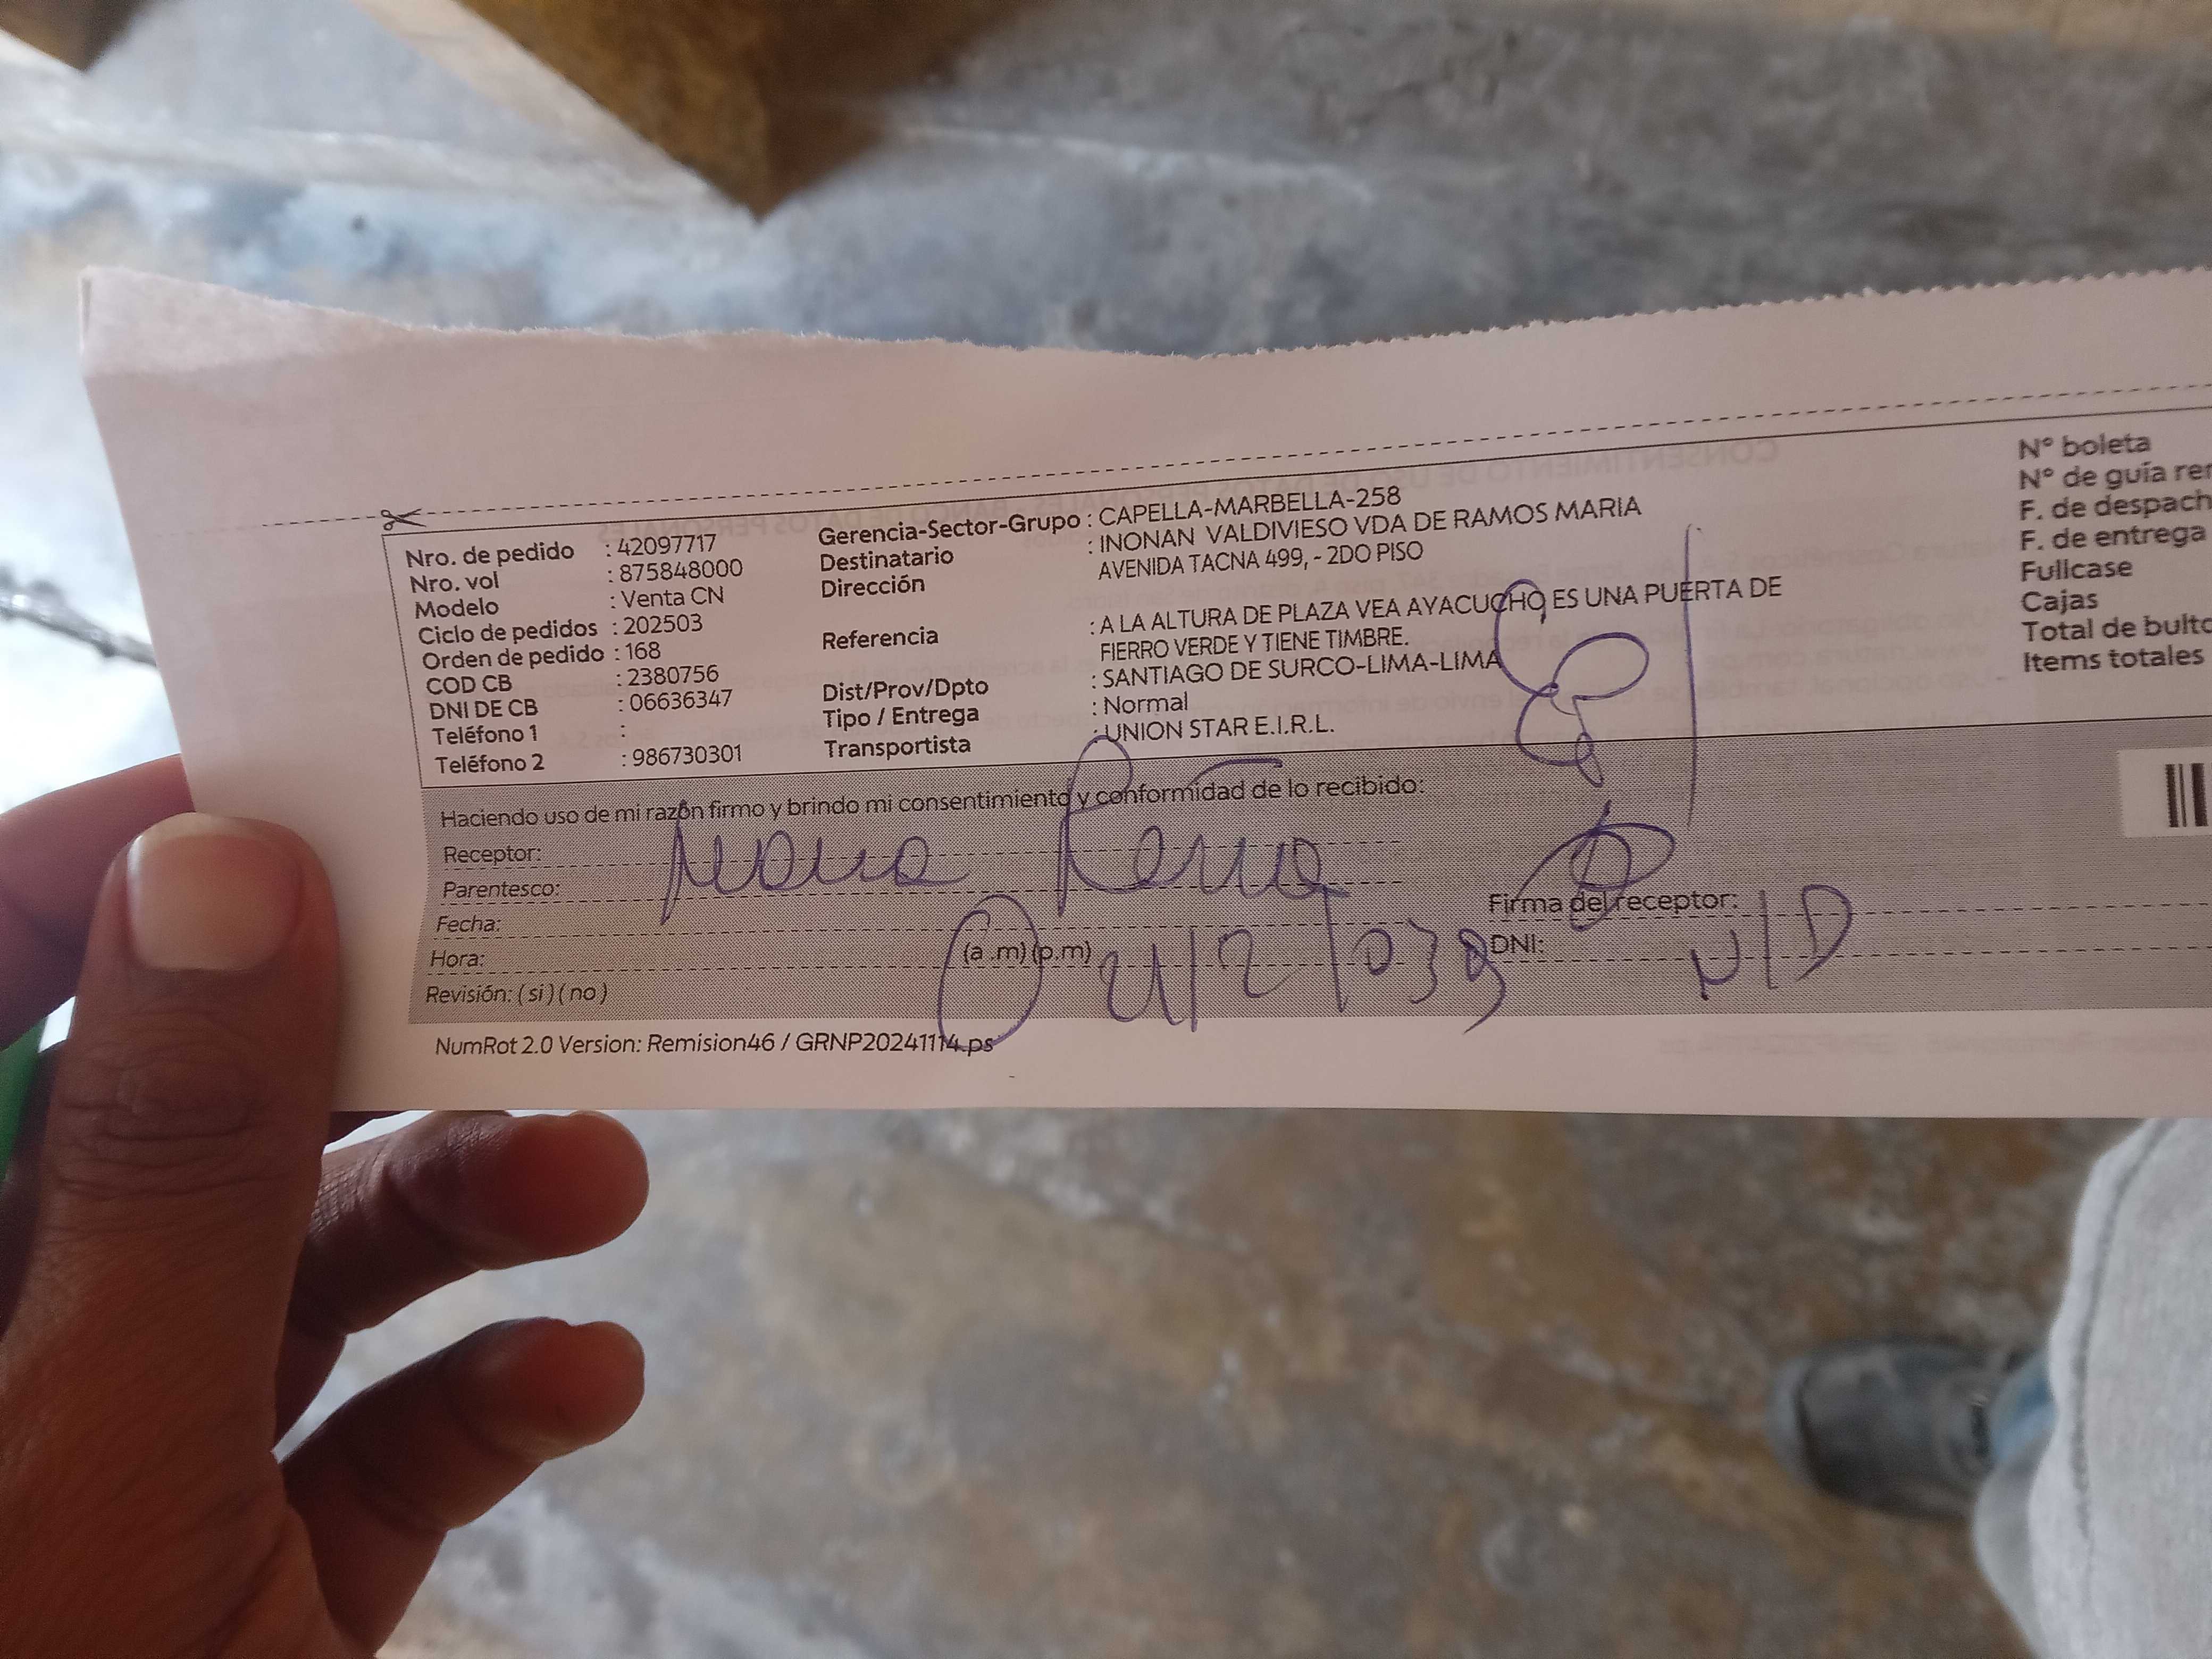 Nro. de pedido : 42097717
Nro. vol : 875848000
Modelo : Venta CN
Ciclo de pedidos : 202503
Orden de pedido : 168
COD CB : 2380756
DNI DE CB : 06636347
Teléfono 1 :
Teléfono 2 : 986730301
Gerencia-Sector-Grupo : CAPELLA-MARBELLA-258
Destinatario : INONAN VALDIVIESO VDA DE RAMOS MARIA
Dirección AVENIDA TACNA 499, - 2DO PISO
Referencia : A LA ALTURA DE PLAZA VEA AYACUCHO, ES UNA PUERTA DE
FIERRO VERDE Y TIENE TIMBRE.
Dist/Prov/Dpto : SANTIAGO DE SURCO-LIMA-LIMA
Tipo / Entrega : Normal
Transportista : UNION STAR E.I.R.L.
N° boleta
N° de guía rem
F. de despach
F. de entrega
Fullcase
Cajas
Total de bulto
Items totales
Haciendo uso de mi razón firmo y brindo mi consentimiento y conformidad de lo recibido:
Receptor:
Parentesco:
Fecha:
Hora: (a .m) (p.m)
Revisión: ( si ) ( no )
Firma del receptor:
DNI:
N/D
NumRot 2.0 Version: Remision46 / GRNP20241114.ps